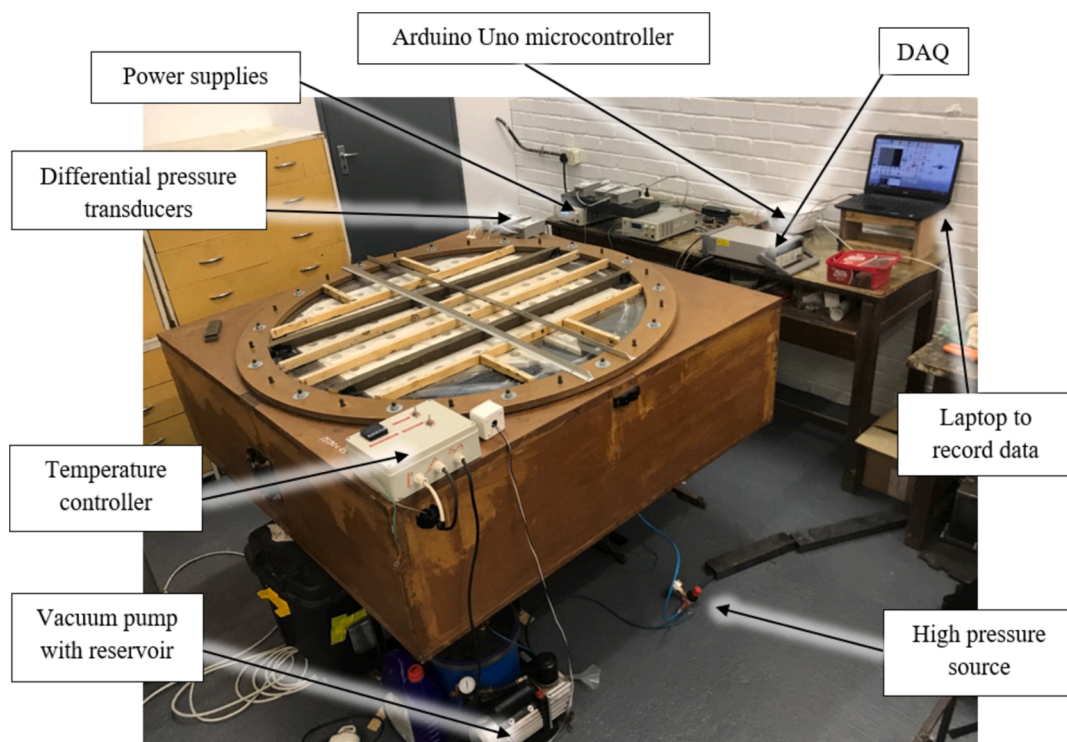 Arduino Uno microcontroller
DAQ
Power supplies
Differential pressure
transducers
Laptop to
record data
Temperature
controller
Vacuum pump
with reservoir
High pressure
source